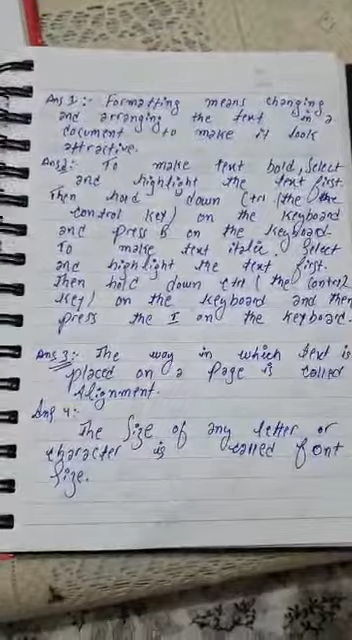 Ans 1:- Formatting means changing
and arranging the text in a
document to make it look
attractive.
Ans 2:- To make text bold, Select
and highlight the text first.
Then hold down Ctrl (the the
control key) on the keyboard
and press B on the keyboard.
To make text italic. Select
and highlight the text first.
Then hold down ctrl ( the control
key) on the keyboard and then
press the I on the keyboard.
Ans 3:- The way in which text is
placed on a page is called
Alignment.
Ans 4:-
The Size of any letter or
character is called font
Size.